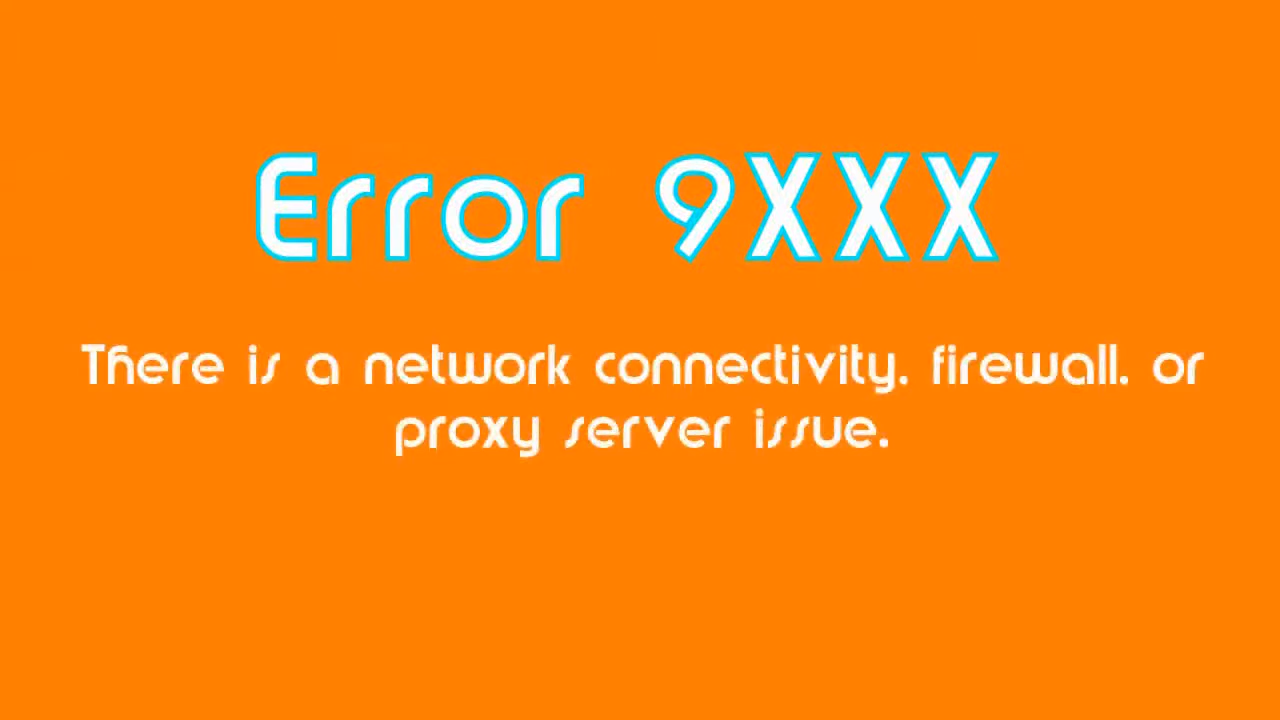 Error 9XXX
There is a network connectivity, firewall, or
proxy server issue.